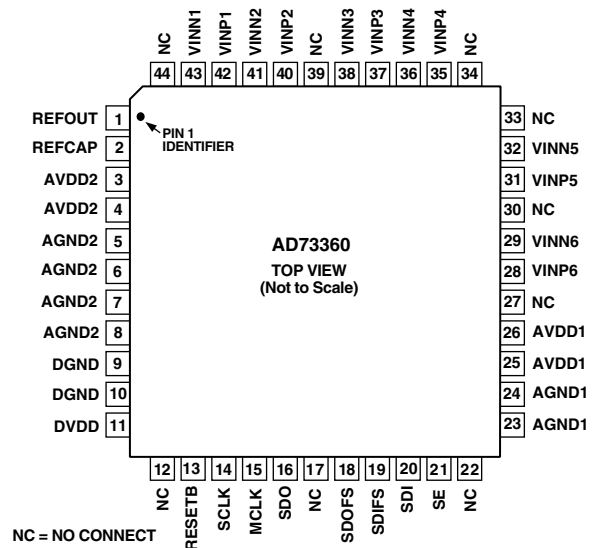 NC VINN1 VINP1 VINN2 VINP2 NC VINN3 VINP3 VINN4 VINP4 NC
44 43 42 41 40 39 38 37 36 35 34
REFOUT 1
REFCAP 2
AVDD2 3
AVDD2 4
AGND2 5
AGND2 6
AGND2 7
AGND2 8
DGND 9
DGND 10
DVDD 11
PIN 1
IDENTIFIER
AD73360
TOP VIEW
(Not to Scale)
33 NC
32 VINN5
31 VINP5
30 NC
29 VINN6
28 VINP6
27 NC
26 AVDD1
25 AVDD1
24 AGND1
23 AGND1
12 13 14 15 16 17 18 19 20 21 22
NC RESETB SCLK MCLK SDO NC SDOFS SDIFS SDI SE NC
NC = NO CONNECT